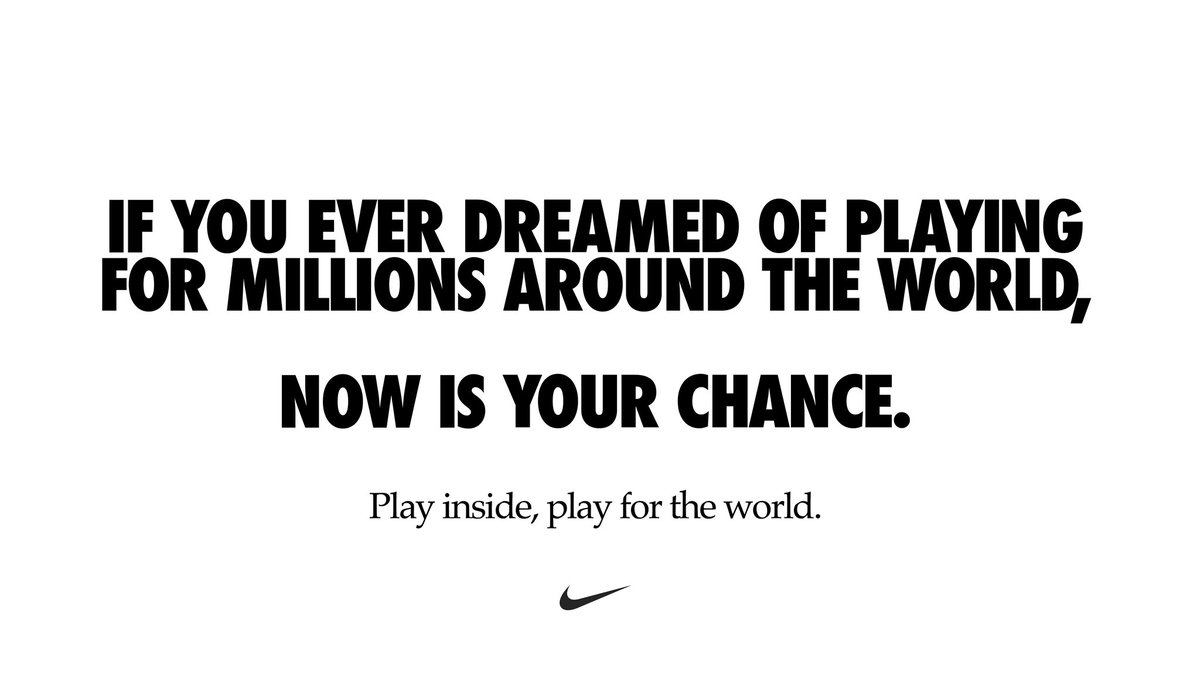 IF YOU EVER DREAMED OF PLAYING
FOR MILLIONS AROUND THE WORLD,
NOW IS YOUR CHANCE.
Play inside, play for the world.